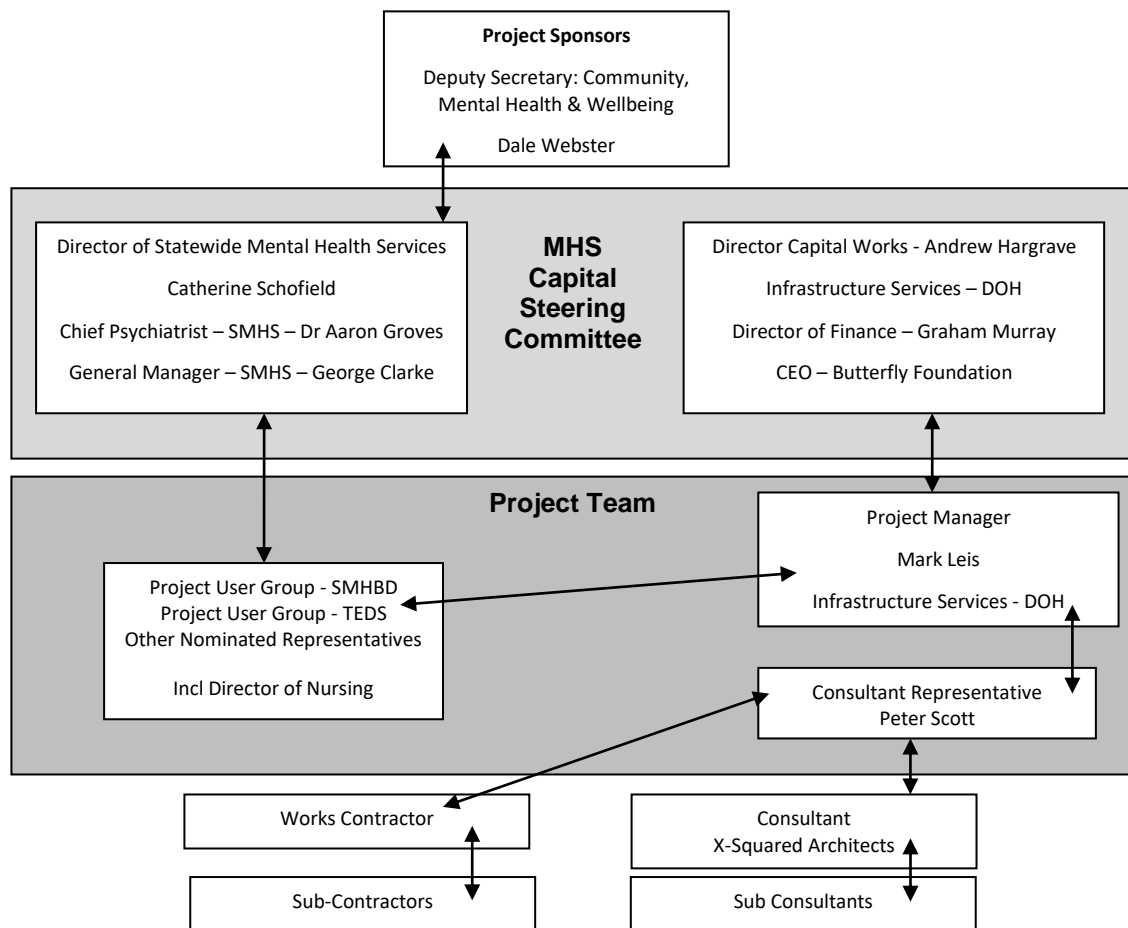 Project Sponsors
Deputy Secretary: Community,
Mental Health & Wellbeing
Dale Webster
MHS
Capital
Steering
Committee
Director of Statewide Mental Health Services
Catherine Schofield
Chief Psychiatrist – SMHS – Dr Aaron Groves
General Manager – SMHS – George Clarke
Director Capital Works - Andrew Hargrave
Infrastructure Services – DOH
Director of Finance – Graham Murray
CEO – Butterfly Foundation
Project Team
Project Manager
Mark Leis
Infrastructure Services - DOH
Project User Group - SMHBD
Project User Group - TEDS
Other Nominated Representatives
Incl Director of Nursing
Consultant Representative
Peter Scott
Works Contractor
Consultant
X-Squared Architects
Sub-Contractors
Sub Consultants